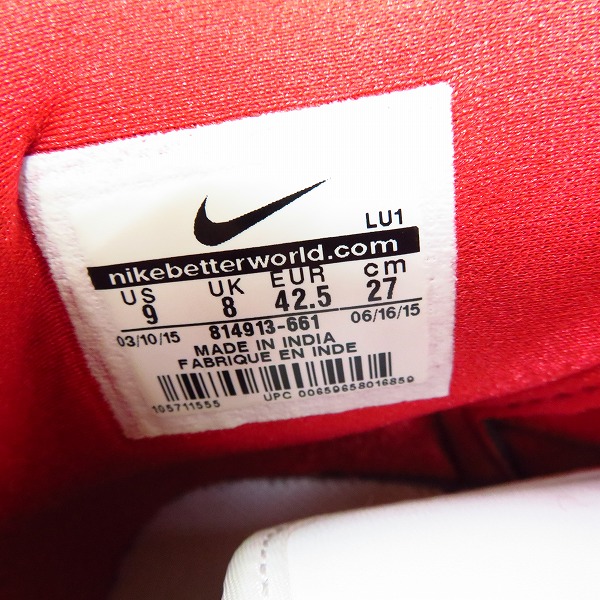 LU1
nikebetterworld.com
US UK EUR cm
9 8 42.5 27
03/10/15 814913-661 06/16/15
MADE IN INDIA
FABRIQUE EN INDE
105711555 UPC 00659658016859